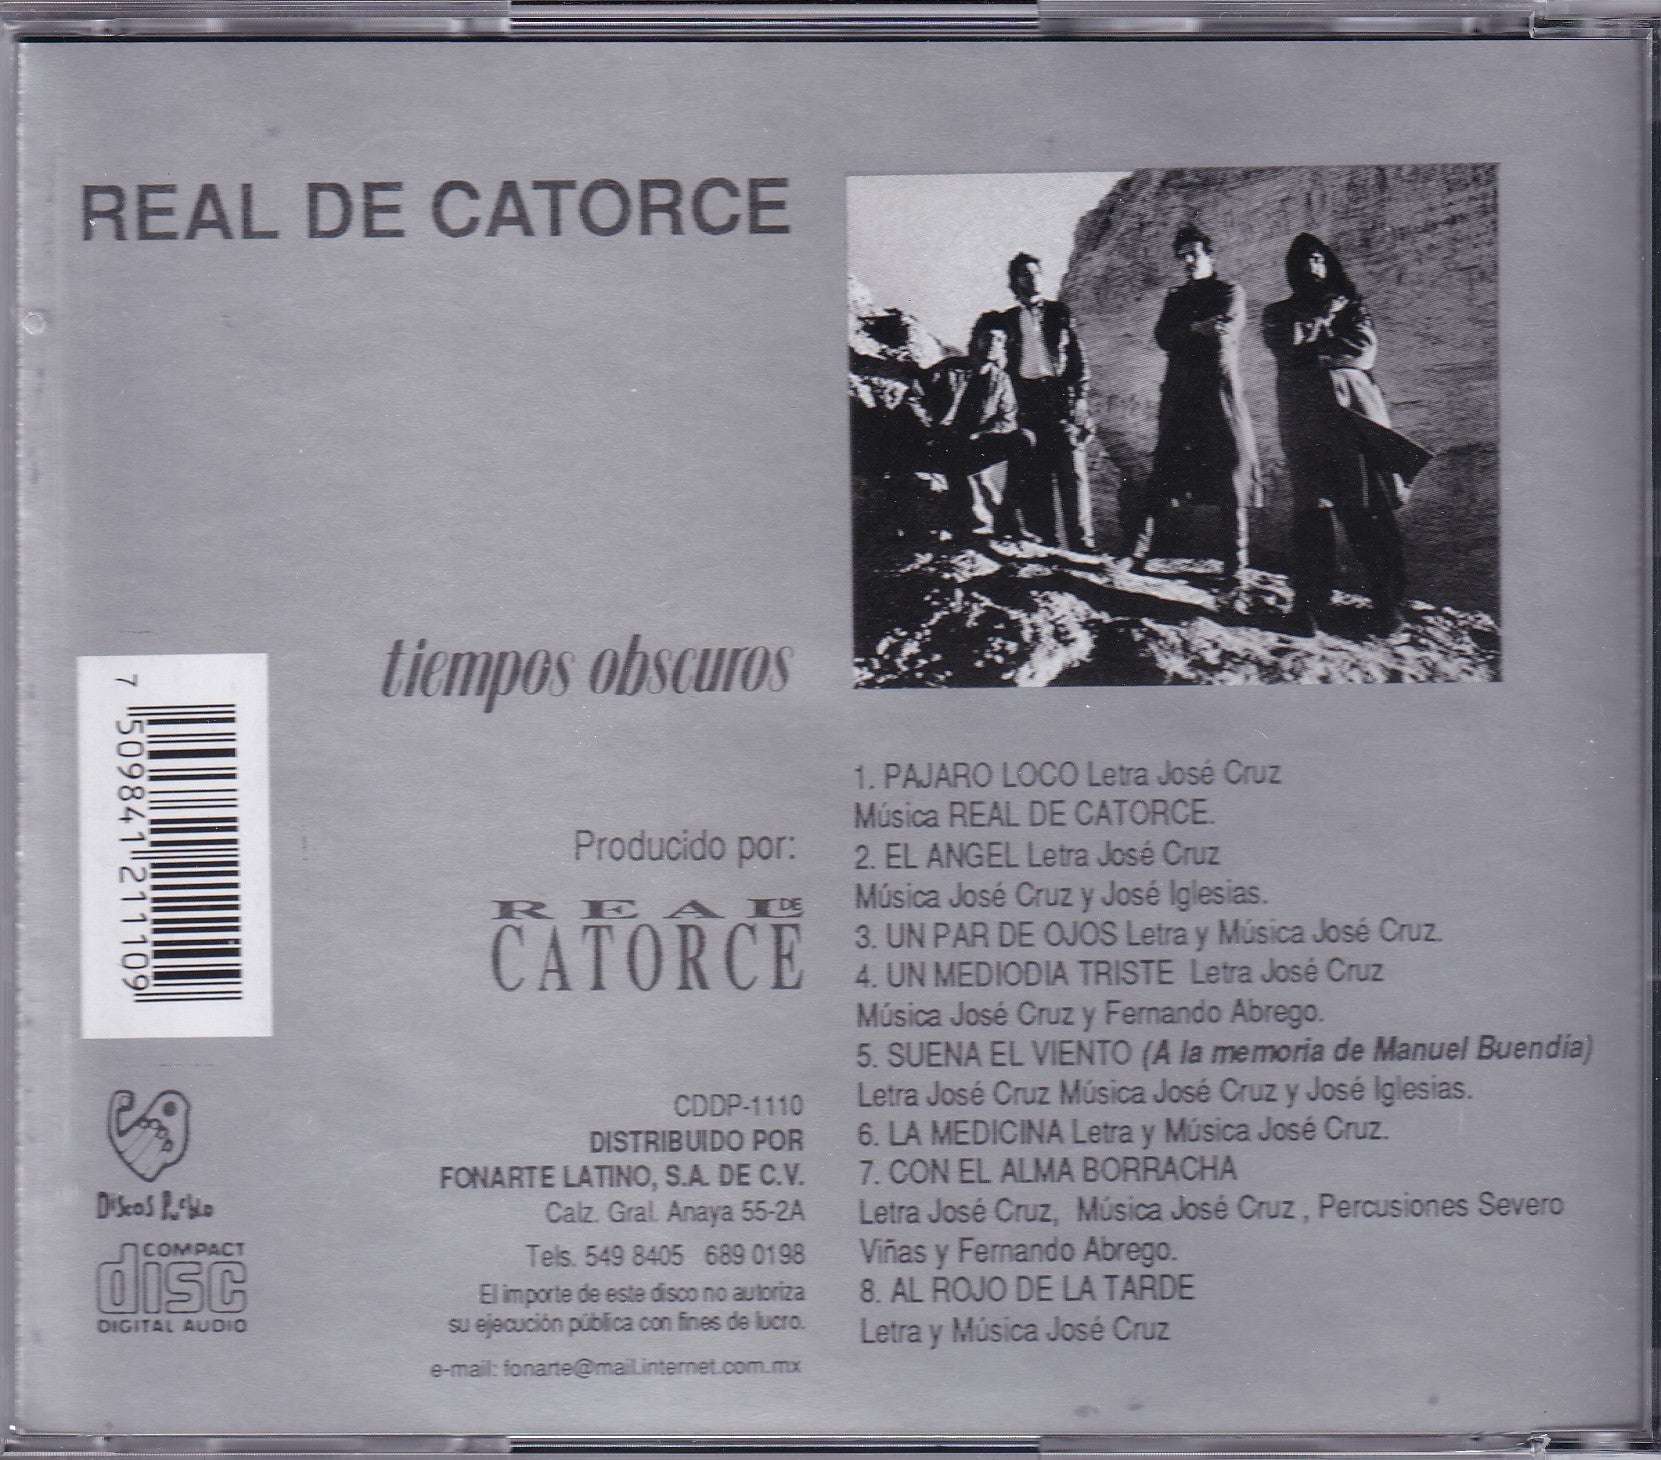 REAL DE CATORCE
tiempos obscuros
Producido por:
REAL DE
CATORCE
7 509841 211109
Discos Pueblo
COMPACT
disc
DIGITAL AUDIO
CDDP-1110
DISTRIBUIDO POR
FONARTE LATINO, S.A. DE C.V.
Calz. Gral. Anaya 55-2A
Tels. 549 8405 689 0198
El importe de este disco no autoriza
su ejecución pública con fines de lucro.
e-mail: fonarte@mail.internet.com.mx
1. PAJARO LOCO Letra José Cruz
Música REAL DE CATORCE.
2. EL ANGEL Letra José Cruz
Música José Cruz y José Iglesias.
3. UN PAR DE OJOS Letra y Música José Cruz.
4. UN MEDIODIA TRISTE Letra José Cruz
Música José Cruz y Fernando Abrego.
5. SUENA EL VIENTO (A la memoria de Manuel Buendía)
Letra José Cruz Música José Cruz y José Iglesias.
6. LA MEDICINA Letra y Música José Cruz.
7. CON EL ALMA BORRACHA
Letra José Cruz, Música José Cruz , Percusiones Severo
Viñas y Fernando Abrego.
8. AL ROJO DE LA TARDE
Letra y Música José Cruz